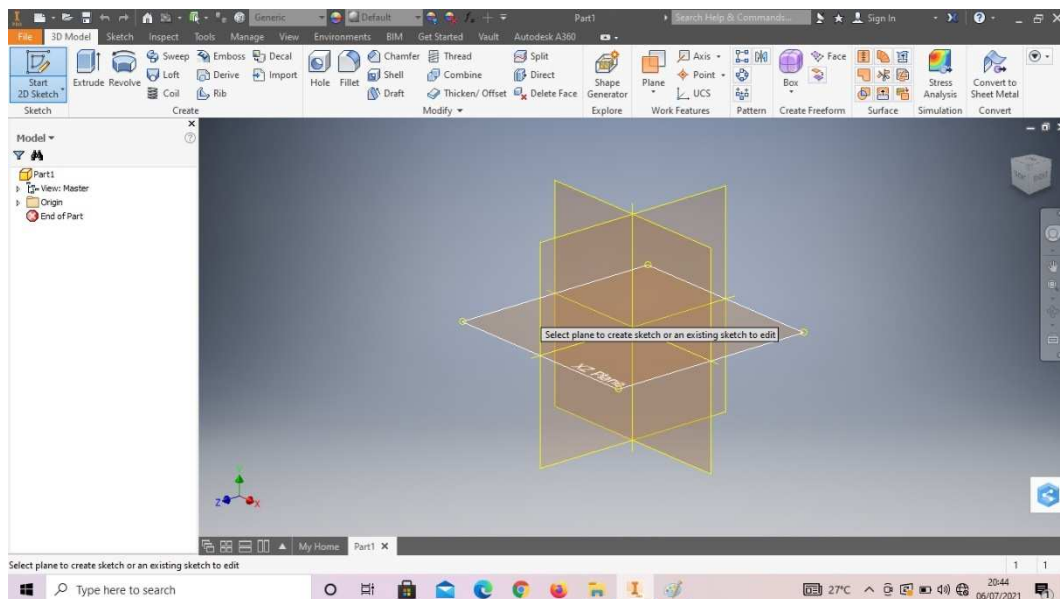 Generic Default Part1 Search Help & Commands... Sign In
File 3D Model Sketch Inspect Tools Manage View Environments BIM Get Started Vault Autodesk A360
Start 2D Sketch
Extrude Revolve
Sweep Emboss Decal
Loft Derive Import
Coil Rib
Hole Fillet
Chamfer Thread
Shell Combine
Draft Thicken/ Offset
Split
Direct
Delete Face
Shape Generator
Plane
Axis
Point
UCS
Box
Face
Stress Analysis
Convert to Sheet Metal
Sketch Create Modify Explore Work Features Pattern Create Freeform Surface Simulation Convert
Model
Part1
View: Master
Origin
End of Part
Select plane to create sketch or an existing sketch to edit
XZ Plane
Y
Z X
My Home Part1
Select plane to create sketch or an existing sketch to edit 1 1
Type here to search 27°C 20:44
06/07/2021